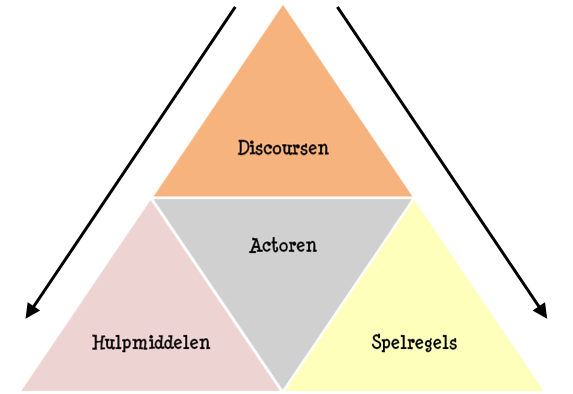 Discoursen
Actoren
Hulpmiddelen
Spelregels